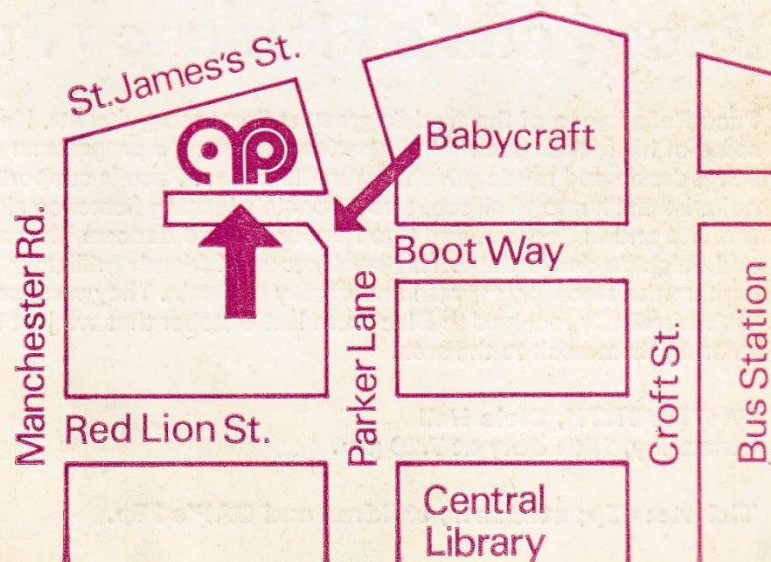 St. James's St.
Babycraft
Manchester Rd.
Boot Way
Parker Lane
Croft St.
Bus Station
Red Lion St.
Central
Library